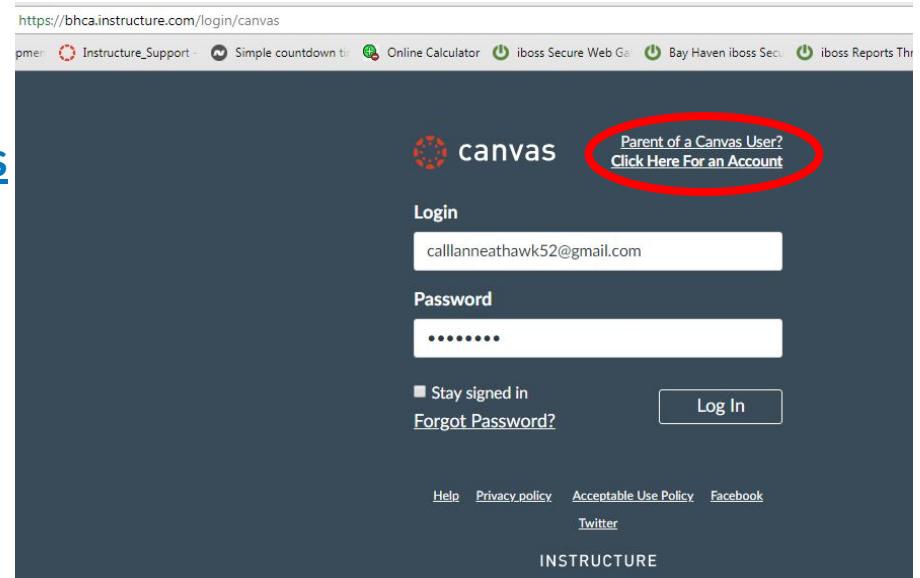 https://bhca.instructure.com/login/canvas
pmen Instructure_Support - Simple countdown ti Online Calculator iboss Secure Web Ga Bay Haven iboss Secu iboss Reports Thr
s
canvas
Parent of a Canvas User?
Click Here For an Account
Login
calllanneathawk52@gmail.com
Password
••••••••
Stay signed in
Log In
Forgot Password?
Help Privacy policy Acceptable Use Policy Facebook
Twitter
INSTRUCTURE